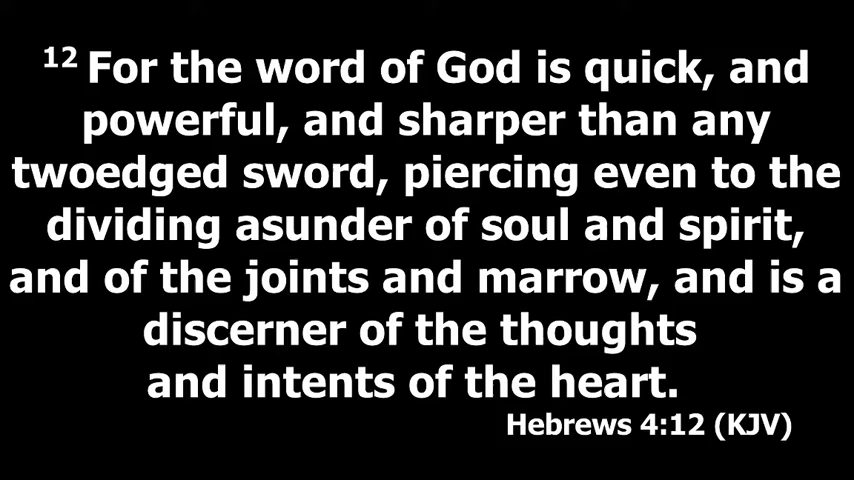 12 For the word of God is quick, and
powerful, and sharper than any
twoedged sword, piercing even to the
dividing asunder of soul and spirit,
and of the joints and marrow, and is a
discerner of the thoughts
and intents of the heart.
Hebrews 4:12 (KJV)